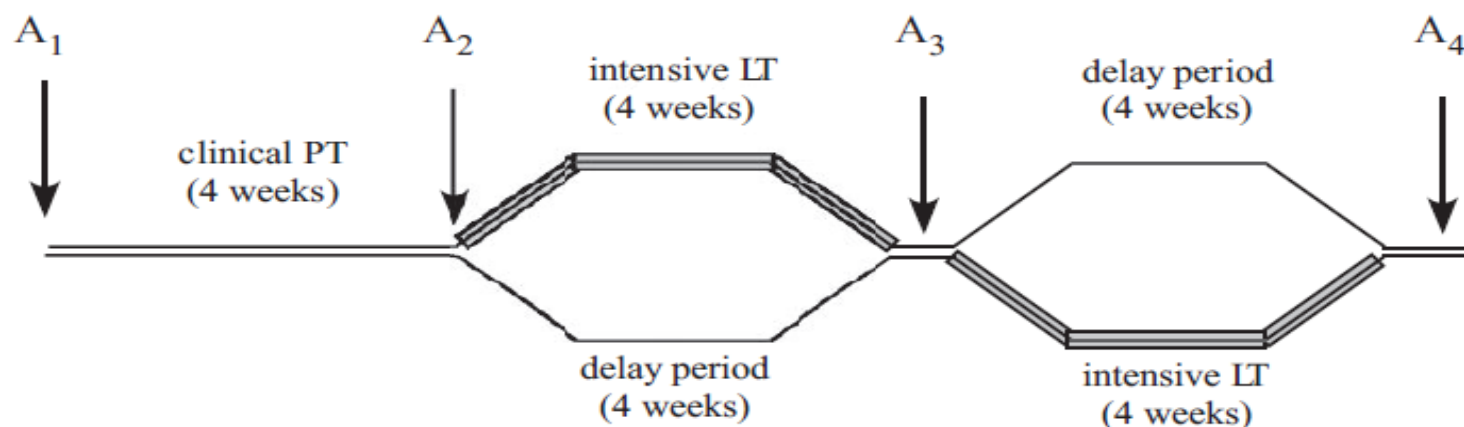 A1
A2
A3
A4
intensive LT
(4 weeks)
delay period
(4 weeks)
clinical PT
(4 weeks)
delay period
(4 weeks)
intensive LT
(4 weeks)